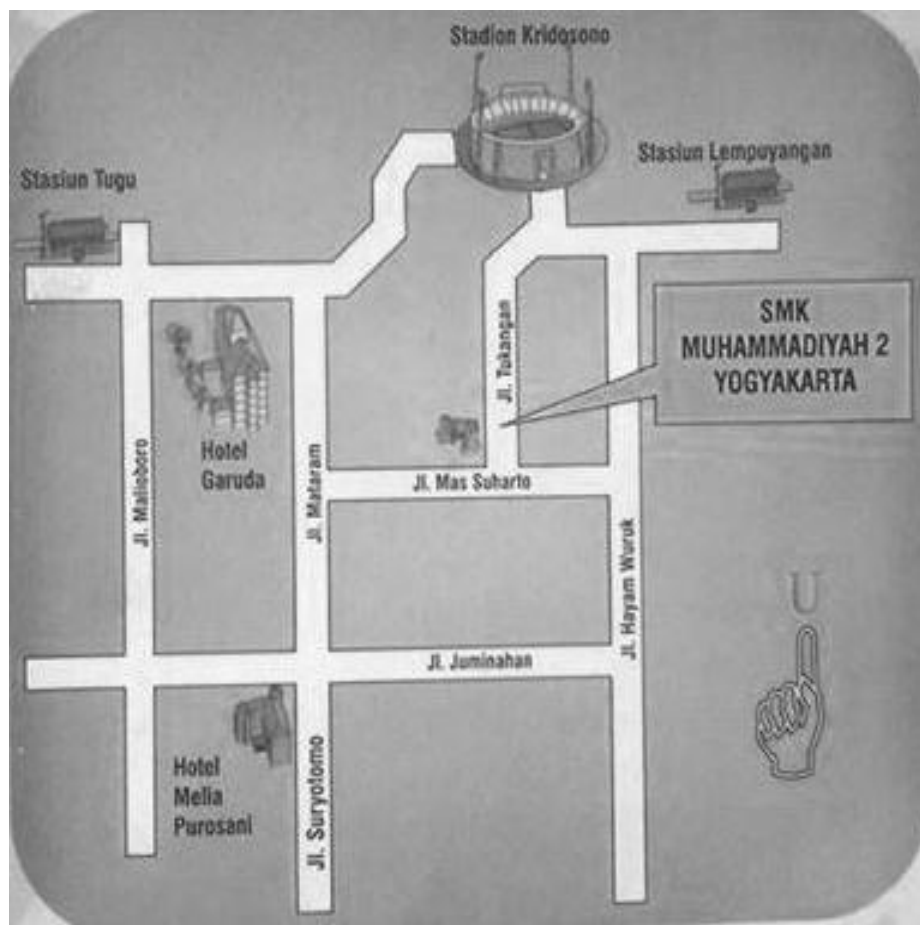 Stadion Kridosono
Stasiun Lempuyangan
Stasiun Tugu
SMK
MUHAMMADIYAH 2
YOGYAKARTA
Jl. Tukangan
Hotel
Garuda
Jl. Malioboro
Jl. Mataram
Jl. Mas Suharto
Jl. Hayam Wuruk
U
Jl. Juminahan
Hotel
Melia
Purosani
Jl. Suryotomo